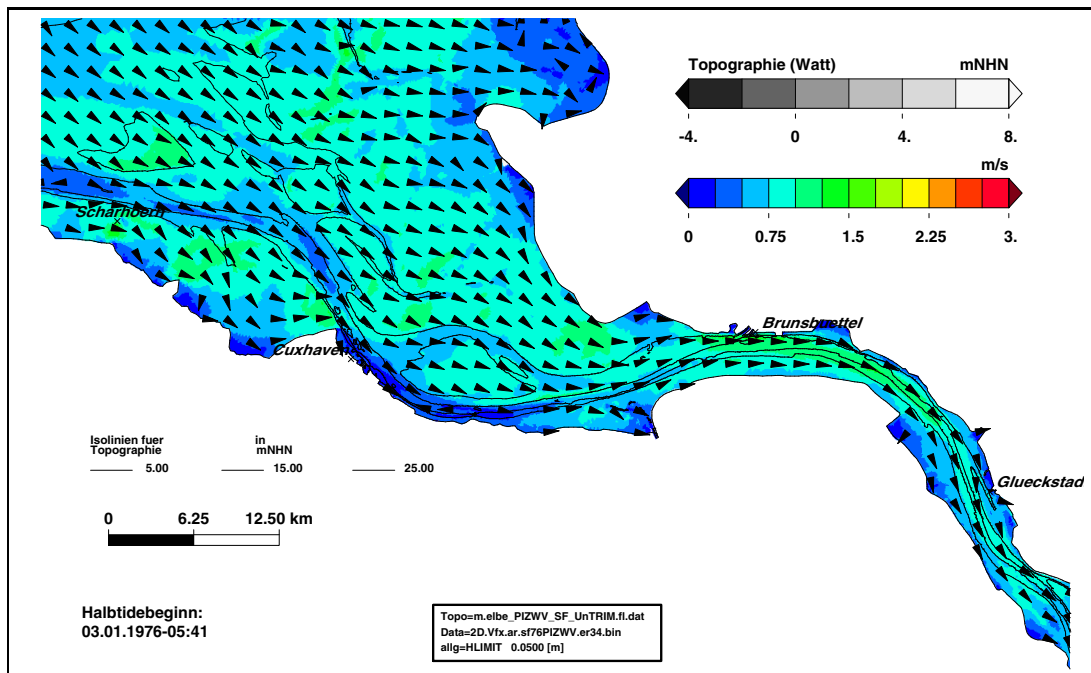 Topographie (Watt) mNHN
-4. 0 4. 8.
m/s
0 0.75 1.5 2.25 3.
Scharhoern
Brunsbuettel
Cuxhaven
Glueckstad
Isolinien fuer in
Topographie mNHN
5.00 15.00 25.00
0 6.25 12.50 km
Halbtidebeginn:
03.01.1976-05:41
Topo=m.elbe_PIZWV_SF_UnTRIM.fl.dat
Data=2D.Vfx.ar.sf76PIZWV.er34.bin
allg=HLIMIT 0.0500 [m]